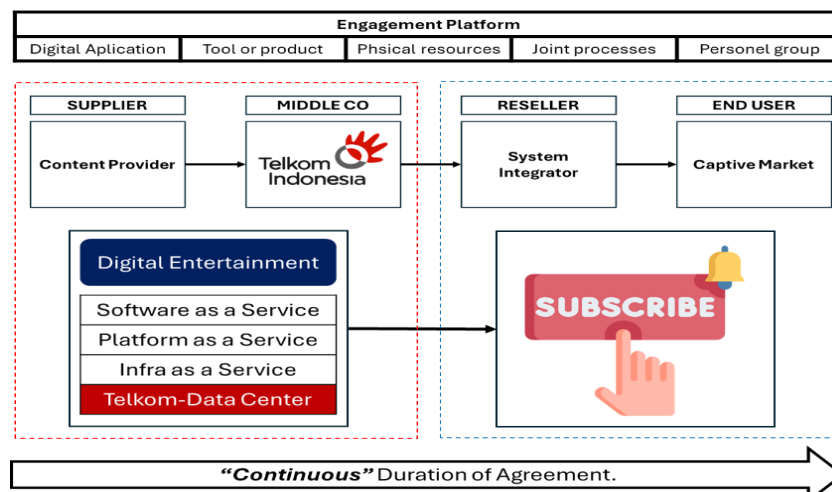 Engagement Platform
Digital Aplication
Tool or product
Phsical resources
Joint processes
Personel group
SUPPLIER
MIDDLE CO
RESELLER
END USER
Content Provider
Telkom
Indonesia
System
Integrator
Captive Market
Digital Entertainment
Software as a Service
Platform as a Service
Infra as a Service
Telkom-Data Center
SUBSCRIBE
“Continuous” Duration of Agreement.